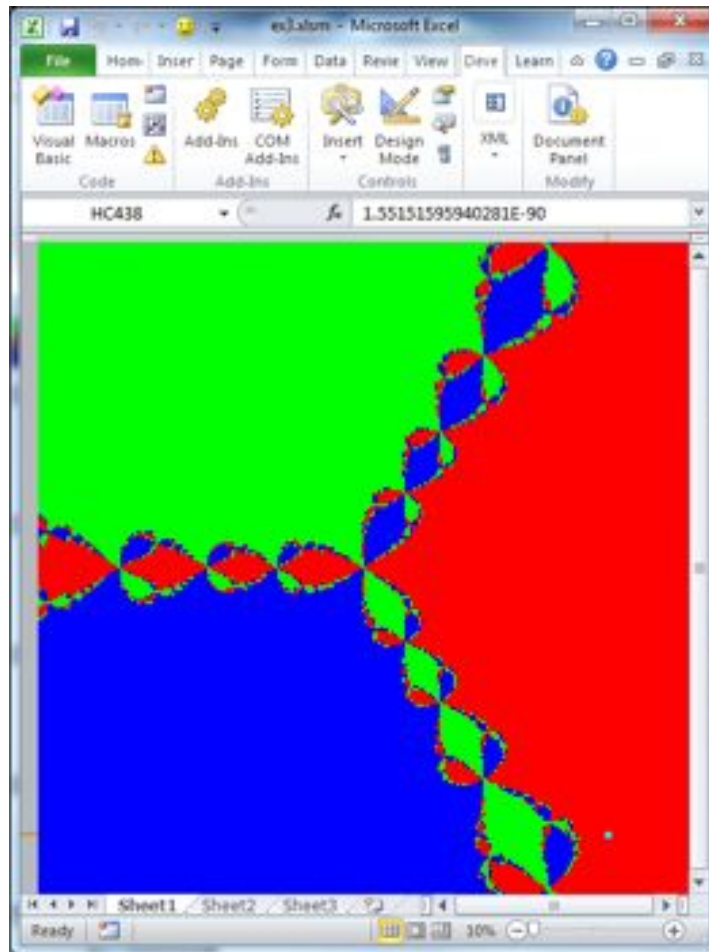 ex3.xlsm - Microsoft Excel
File Hom Inser Page Form Data Revie View Deve Learn
Visual Basic Macros Add-Ins COM Add-Ins Insert Design Mode XML Document Panel
Code Add-Ins Controls Modify
HC438 fx 1.55151595940281E-90
Sheet1 Sheet2 Sheet3
Ready 10%